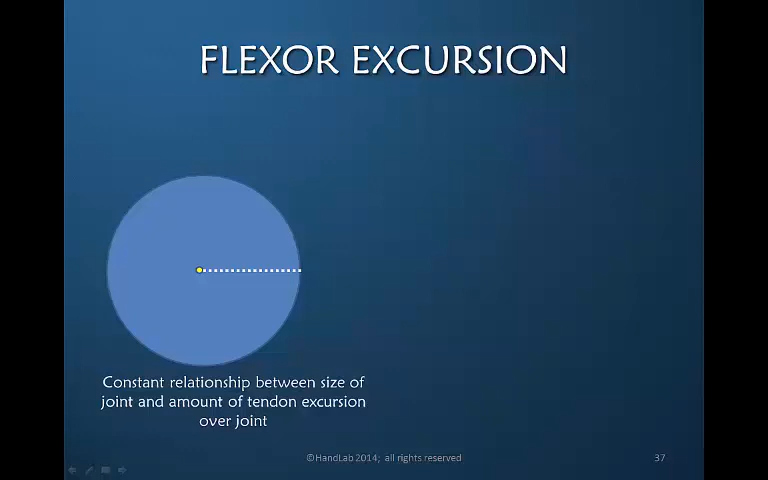 FLEXOR EXCURSION
Constant relationship between size of
joint and amount of tendon excursion
over joint
©HandLab 2014; all rights reserved
37